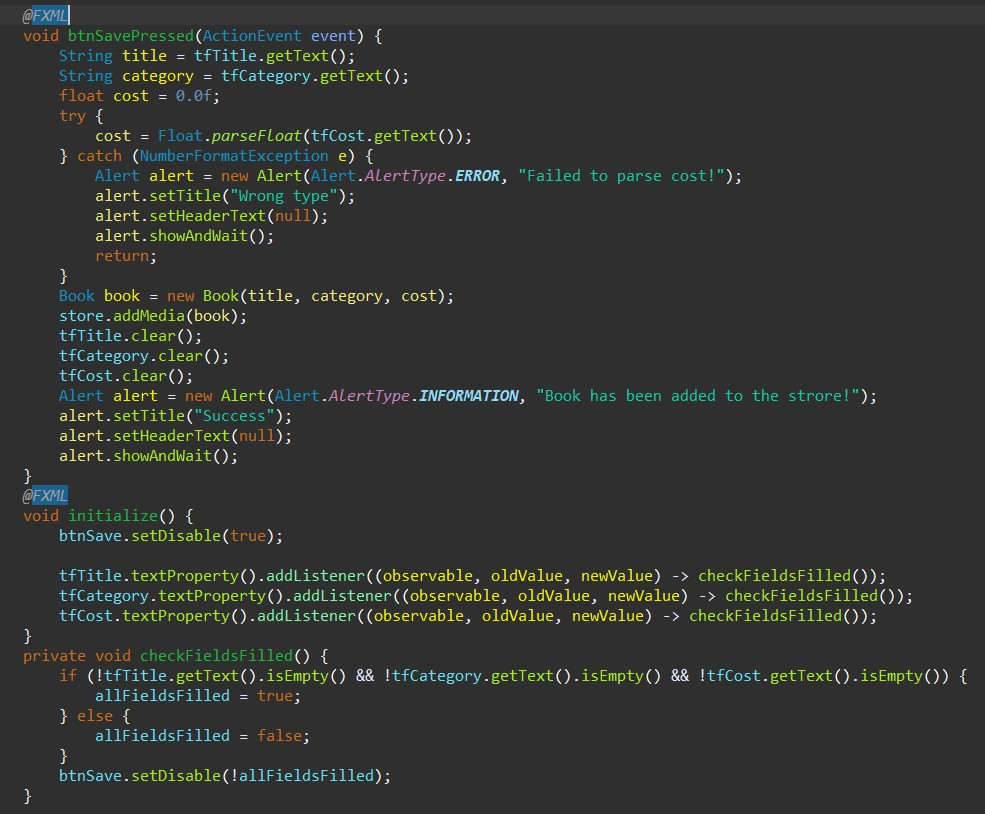 @FXML
void btnSavePressed(ActionEvent event) {
    String title = tfTitle.getText();
    String category = tfCategory.getText();
    float cost = 0.0f;
    try {
        cost = Float.parseFloat(tfCost.getText());
    } catch (NumberFormatException e) {
        Alert alert = new Alert(Alert.AlertType.ERROR, "Failed to parse cost!");
        alert.setTitle("Wrong type");
        alert.setHeaderText(null);
        alert.showAndWait();
        return;
    }
    Book book = new Book(title, category, cost);
    store.addMedia(book);
    tfTitle.clear();
    tfCategory.clear();
    tfCost.clear();
    Alert alert = new Alert(Alert.AlertType.INFORMATION, "Book has been added to the strore!");
    alert.setTitle("Success");
    alert.setHeaderText(null);
    alert.showAndWait();
}
@FXML
void initialize() {
    btnSave.setDisable(true);

    tfTitle.textProperty().addListener((observable, oldValue, newValue) -> checkFieldsFilled());
    tfCategory.textProperty().addListener((observable, oldValue, newValue) -> checkFieldsFilled());
    tfCost.textProperty().addListener((observable, oldValue, newValue) -> checkFieldsFilled());
}
private void checkFieldsFilled() {
    if (!tfTitle.getText().isEmpty() && !tfCategory.getText().isEmpty() && !tfCost.getText().isEmpty()) {
        allFieldsFilled = true;
    } else {
        allFieldsFilled = false;
    }
    btnSave.setDisable(!allFieldsFilled);
}